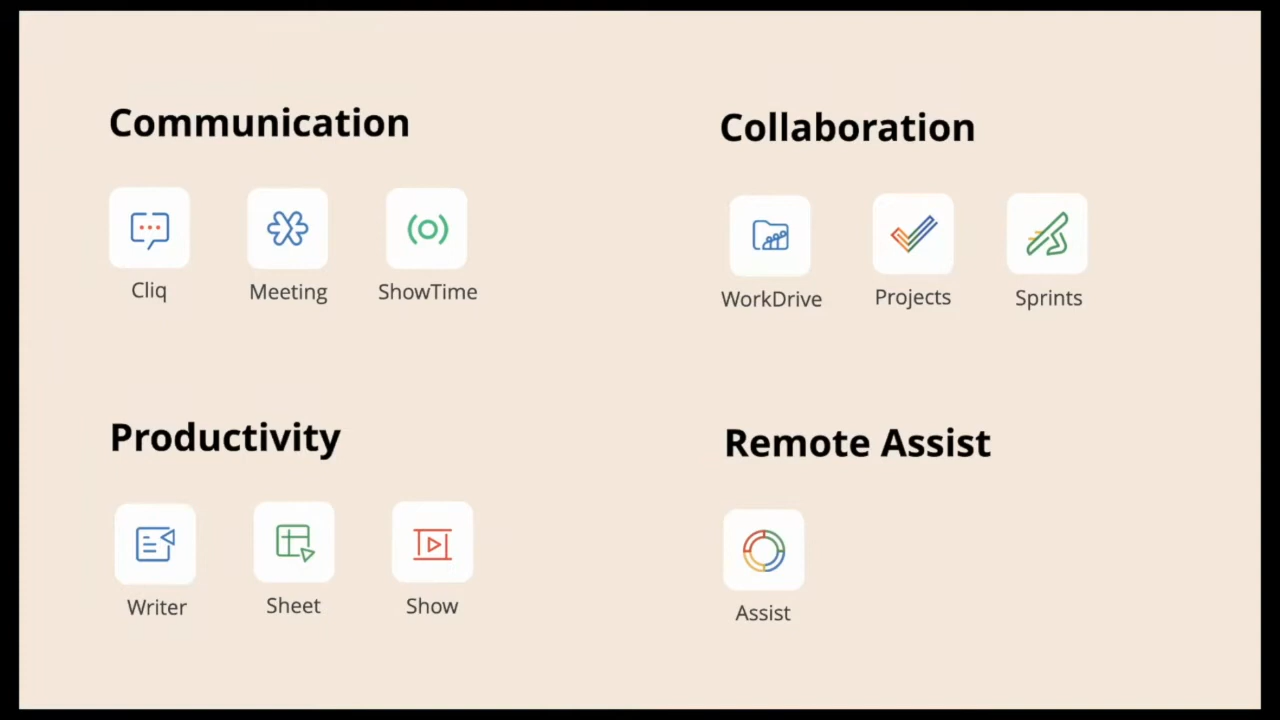 Communication
Cliq
Meeting
ShowTime
Collaboration
WorkDrive
Projects
Sprints
Productivity
Writer
Sheet
Show
Remote Assist
Assist